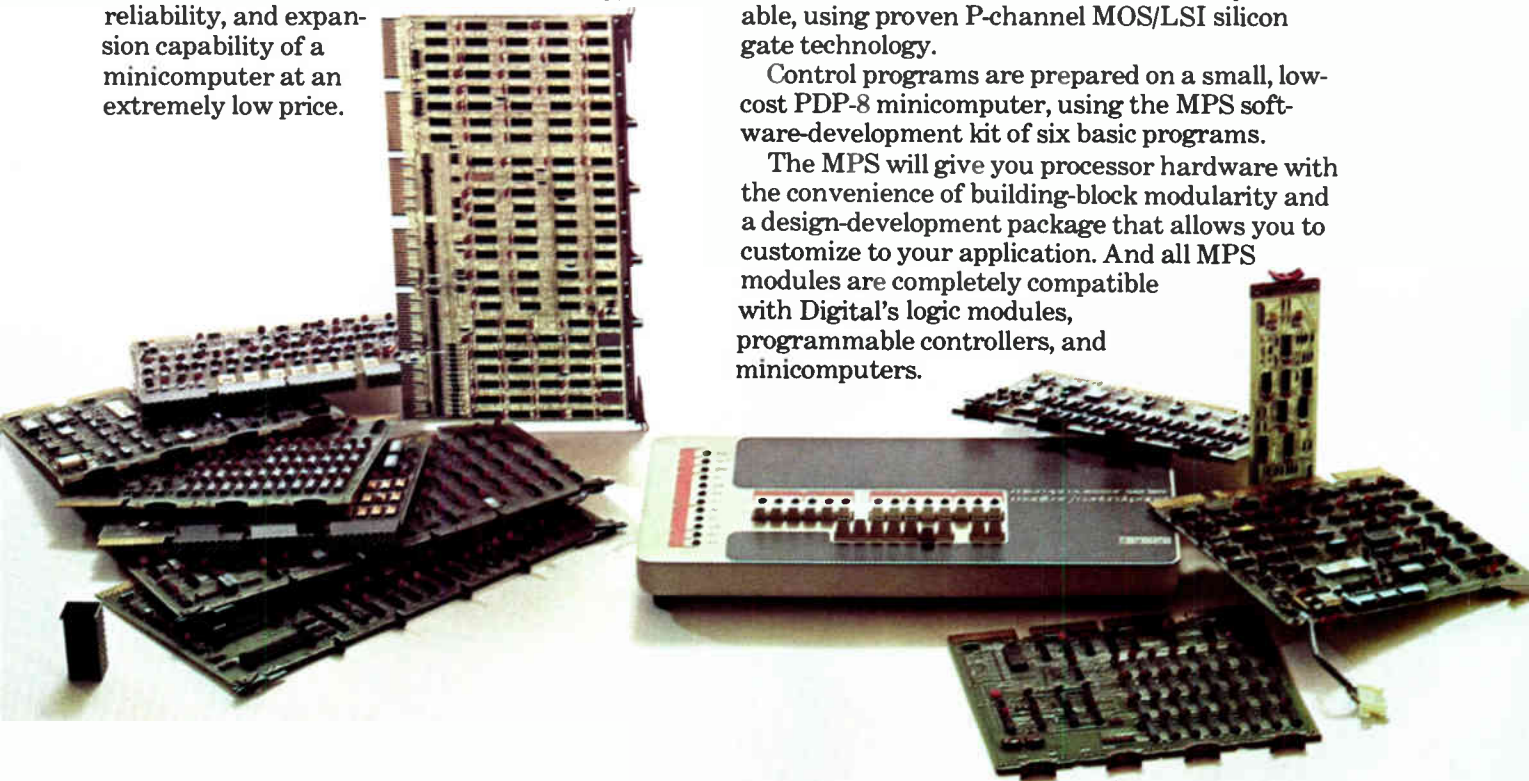 reliability, and expan-
sion capability of a
minicomputer at an
extremely low price.
able, using proven P-channel MOS/LSI silicon
gate technology.
Control programs are prepared on a small, low-
cost PDP-8 minicomputer, using the MPS soft-
ware-development kit of six basic programs.
The MPS will give you processor hardware with
the convenience of building-block modularity and
a design-development package that allows you to
customize to your application. And all MPS
modules are completely compatible
with Digital's logic modules,
programmable controllers, and
minicomputers.